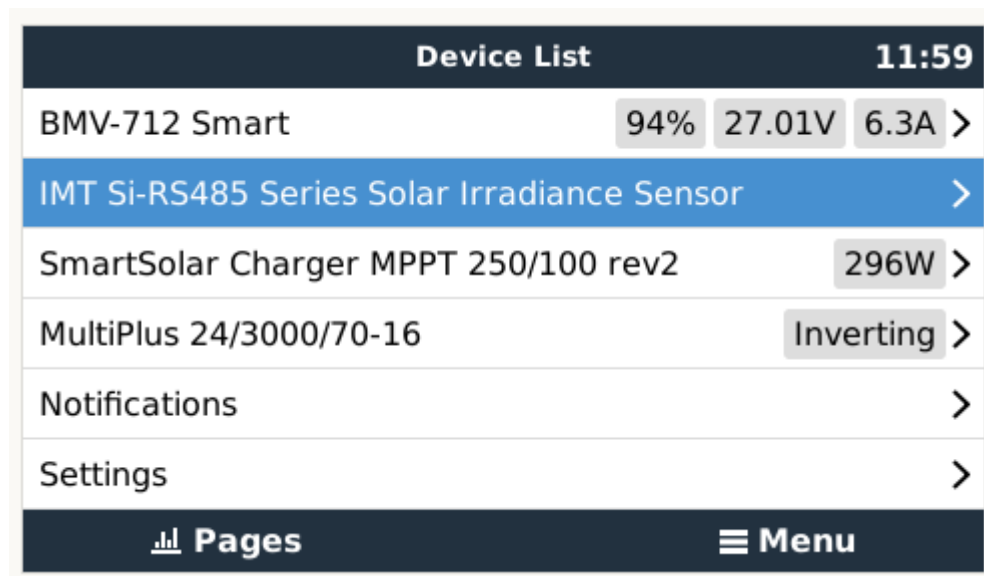 Device List 11:59
BMV-712 Smart 94% 27.01V 6.3A
IMT Si-RS485 Series Solar Irradiance Sensor
SmartSolar Charger MPPT 250/100 rev2 296W
MultiPlus 24/3000/70-16 Inverting
Notifications
Settings
Pages Menu